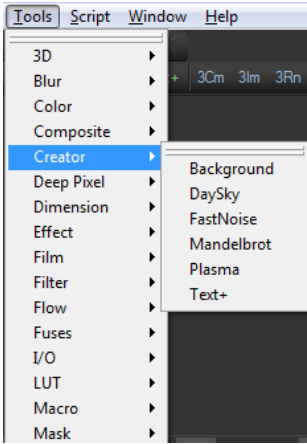 Tools Script Window Help
+ 3Cm 3Im 3Rn
3D
Blur
Color
Composite
Creator
Deep Pixel
Dimension
Effect
Film
Filter
Flow
Fuses
I/O
LUT
Macro
Mask
Background
DaySky
FastNoise
Mandelbrot
Plasma
Text+